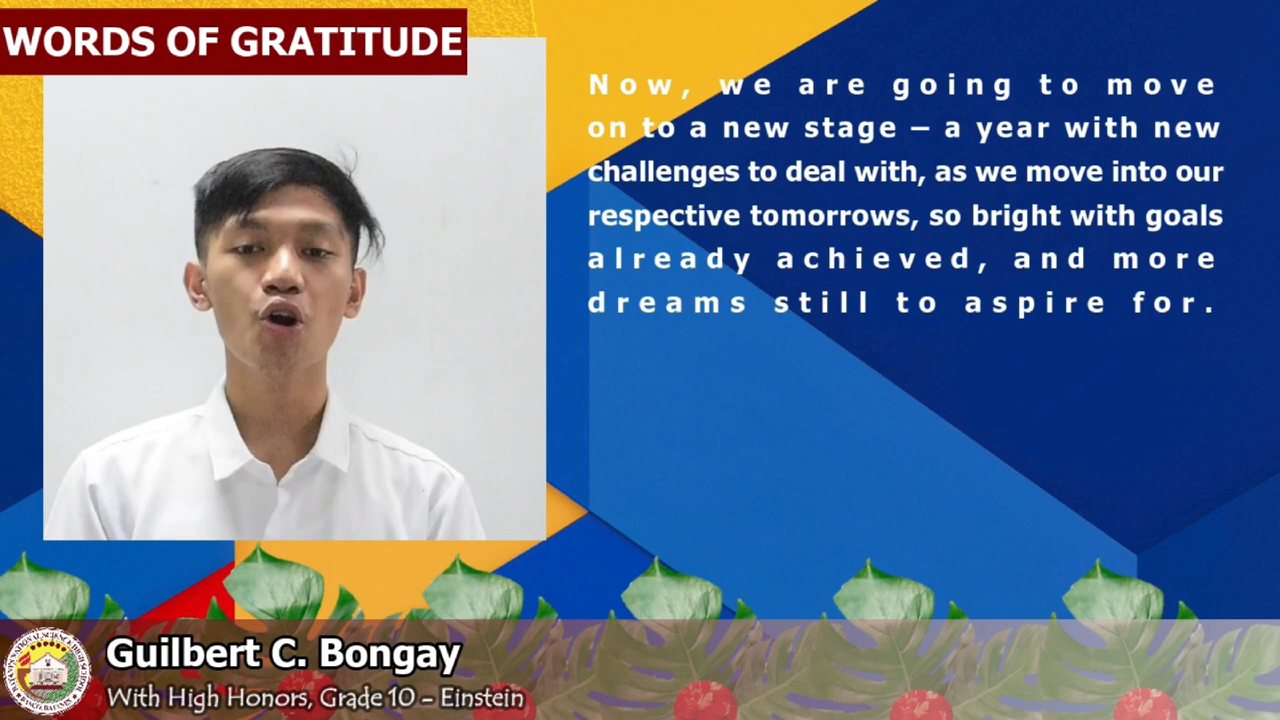 WORDS OF GRATITUDE
Now, we are going to move
on to a new stage – a year with new
challenges to deal with, as we move into our
respective tomorrows, so bright with goals
already achieved, and more
dreams still to aspire for.
Guilbert C. Bongay
With High Honors, Grade 10 – Einstein